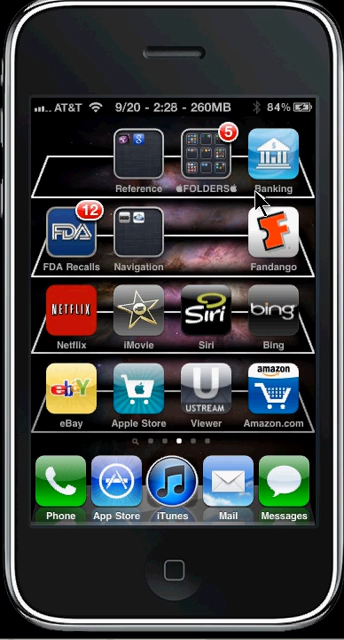 AT&T 9/20 - 2:28 - 260MB 84%
5
Reference FOLDERS Banking
12
FDA
FDA Recalls Navigation Fandango
NETFLIX Siri bing
Netflix iMovie Siri Bing
amazon
ebY U
USTREAM
eBay Apple Store Viewer Amazon.com
Phone App Store iTunes Mail Messages